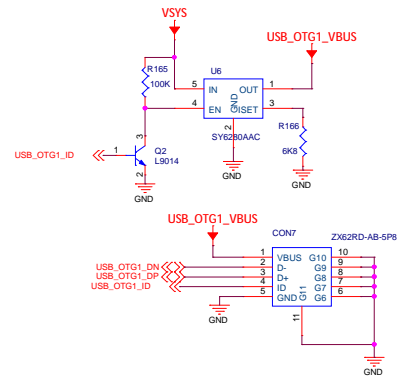 VSYS
USB_OTG1_VBUS
R165
100K
U6
5 IN OUT 1
4 EN ISET 3
GND
2
SY6280AAC
R166
6K8
GND
GND
3
USB_OTG1_ID 1
Q2
L9014
2
GND
USB_OTG1_VBUS
CON7
ZX62RD-AB-5P8
1 VBUS G10 10
USB_OTG1_DN 2 D- G9 9
USB_OTG1_DP 3 D+ G8 8
USB_OTG1_ID 4 ID G7 7
5 GND G6 6
G11
11
GND
GND